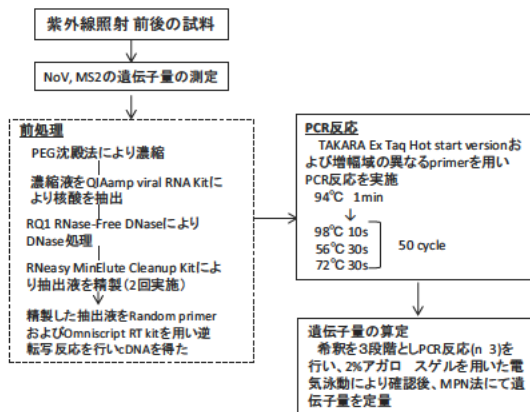 紫外線照射 前後の試料
NoV, MS2の遺伝子量の測定
前処理
PEG沈殿法により濃縮
濃縮液をQIAamp viral RNA Kitに
より核酸を抽出
RQ1 RNase-Free DNaseにより
DNase処理
RNeasy MinElute Cleanup Kitによ
り抽出液を精製(2回実施)
精製した抽出液をRandom primer
およびOmniscript RT kitを用い逆
転写反応を行いcDNAを得た
PCR反応
TAKARA Ex Taq Hot start versionお
よび増幅域の異なるprimerを用い
PCR反応を実施
94℃ 1min
98℃ 10s
56℃ 30s
72℃ 30s
50 cycle
遺伝子量の算定
希釈を3段階としPCR反応(n 3)を
行い、2%アガロ スゲルを用いた電
気泳動により確認後、MPN法にて遺
伝子を定量